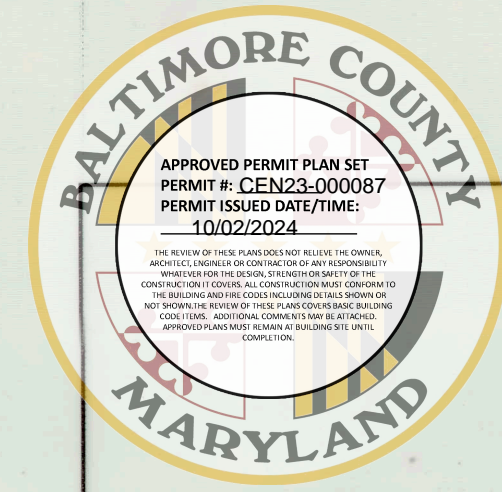 BALTIMORE COUNTY
APPROVED PERMIT PLAN SET
PERMIT #: CEN23-000087
PERMIT ISSUED DATE/TIME:
10/02/2024
THE REVIEW OF THESE PLANS DOES NOT RELIEVE THE OWNER,
ARCHITECT, ENGINEER OR CONTRACTOR OF ANY RESPONSIBILITY
WHATEVER FOR THE DESIGN, STRENGTH OR SAFETY OF THE
CONSTRUCTION IT COVERS. ALL CONSTRUCTION MUST CONFORM TO
THE BUILDING AND FIRE CODES INCLUDING DETAILS SHOWN OR
NOT SHOWN.THE REVIEW OF THESE PLANS COVERS BASIC BUILDING
CODE ITEMS. ADDITIONAL COMMENTS MAY BE ATTACHED.
APPROVED PLANS MUST REMAIN AT BUILDING SITE UNTIL
COMPLETION.
MARYLAND